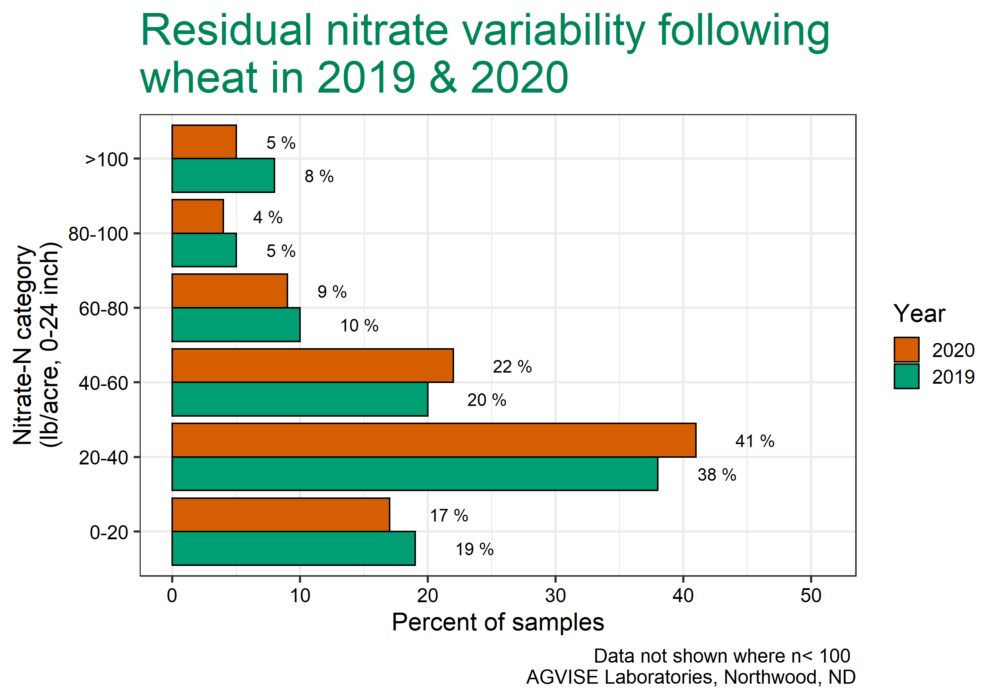 Residual nitrate variability following
wheat in 2019 & 2020
Nitrate-N category
(lb/acre, 0-24 inch)
>100
5 %
8 %
80-100
4 %
5 %
60-80
9 %
10 %
40-60
22 %
20 %
20-40
41 %
38 %
0-20
17 %
19 %
0 10 20 30 40 50
Percent of samples
Year
2020
2019
Data not shown where n< 100
AGVISE Laboratories, Northwood, ND